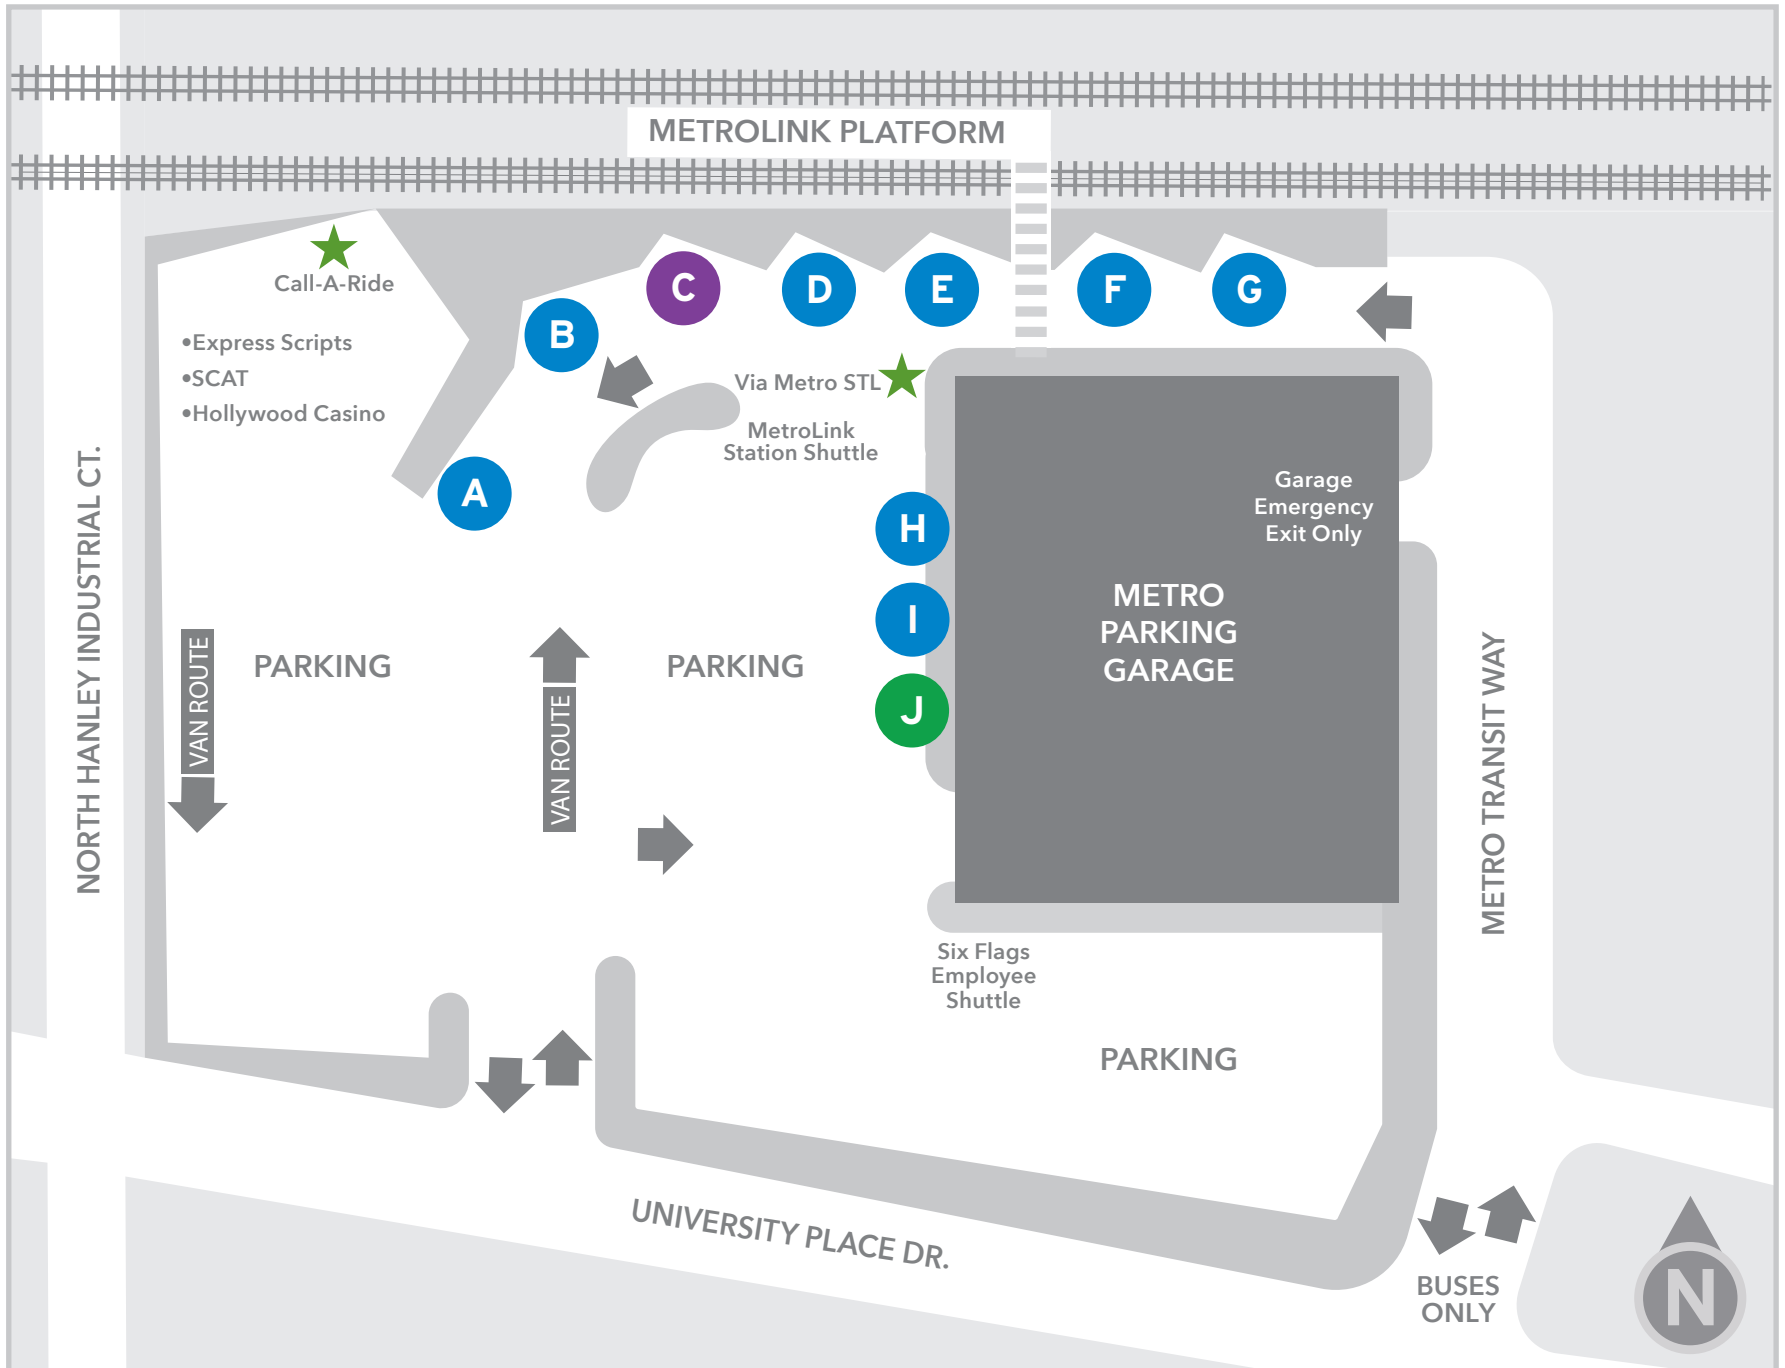 METROLINK PLATFORM
Call-A-Ride
•Express Scripts
•SCAT
•Hollywood Casino
A
B
C
D
E
F
G
Via Metro STL
MetroLink
Station Shuttle
H
I
J
Garage
Emergency
Exit Only
METRO
PARKING
GARAGE
NORTH HANLEY INDUSTRIAL CT.
VAN ROUTE
PARKING
VAN ROUTE
PARKING
METRO TRANSIT WAY
Six Flags
Employee
Shuttle
PARKING
UNIVERSITY PLACE DR.
BUSES
ONLY
N